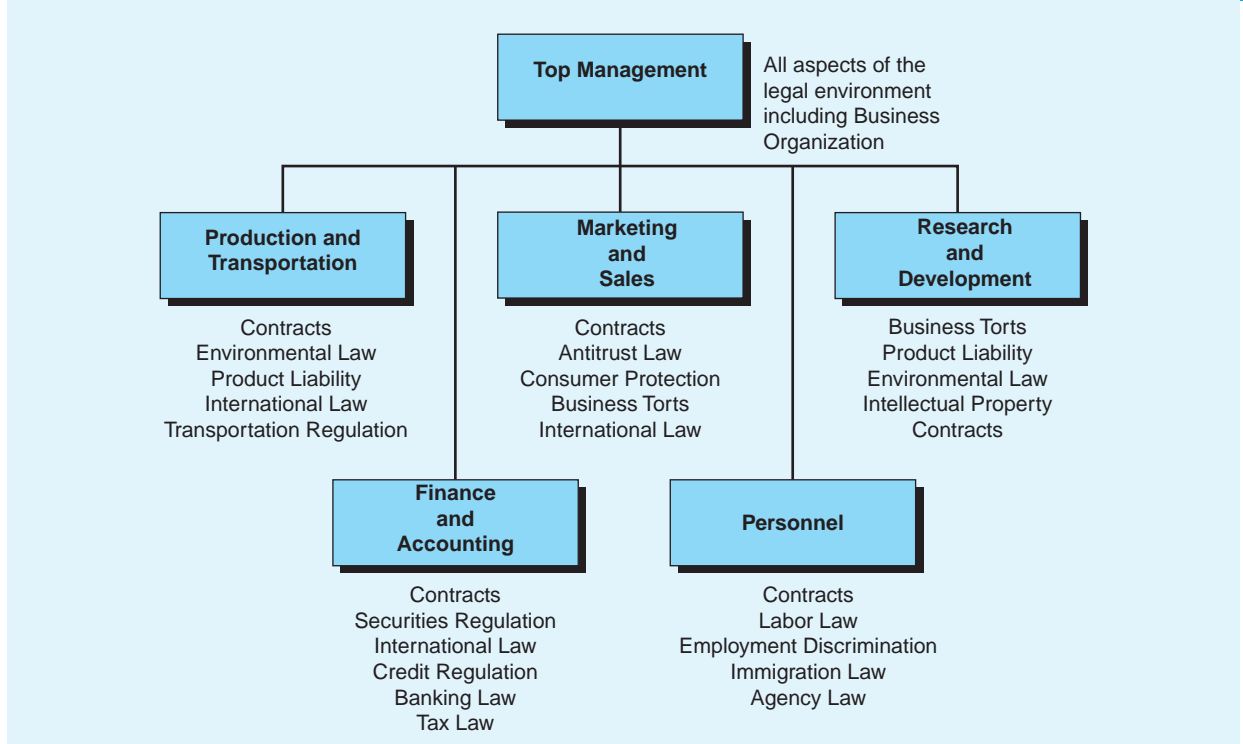 Top Management
All aspects of the
legal environment
including Business
Organization
Production and
Transportation
Contracts
Environmental Law
Product Liability
International Law
Transportation Regulation
Marketing
and
Sales
Contracts
Antitrust Law
Consumer Protection
Business Torts
International Law
Research
and
Development
Business Torts
Product Liability
Environmental Law
Intellectual Property
Contracts
Finance
and
Accounting
Contracts
Securities Regulation
International Law
Credit Regulation
Banking Law
Tax Law
Personnel
Contracts
Labor Law
Employment Discrimination
Immigration Law
Agency Law